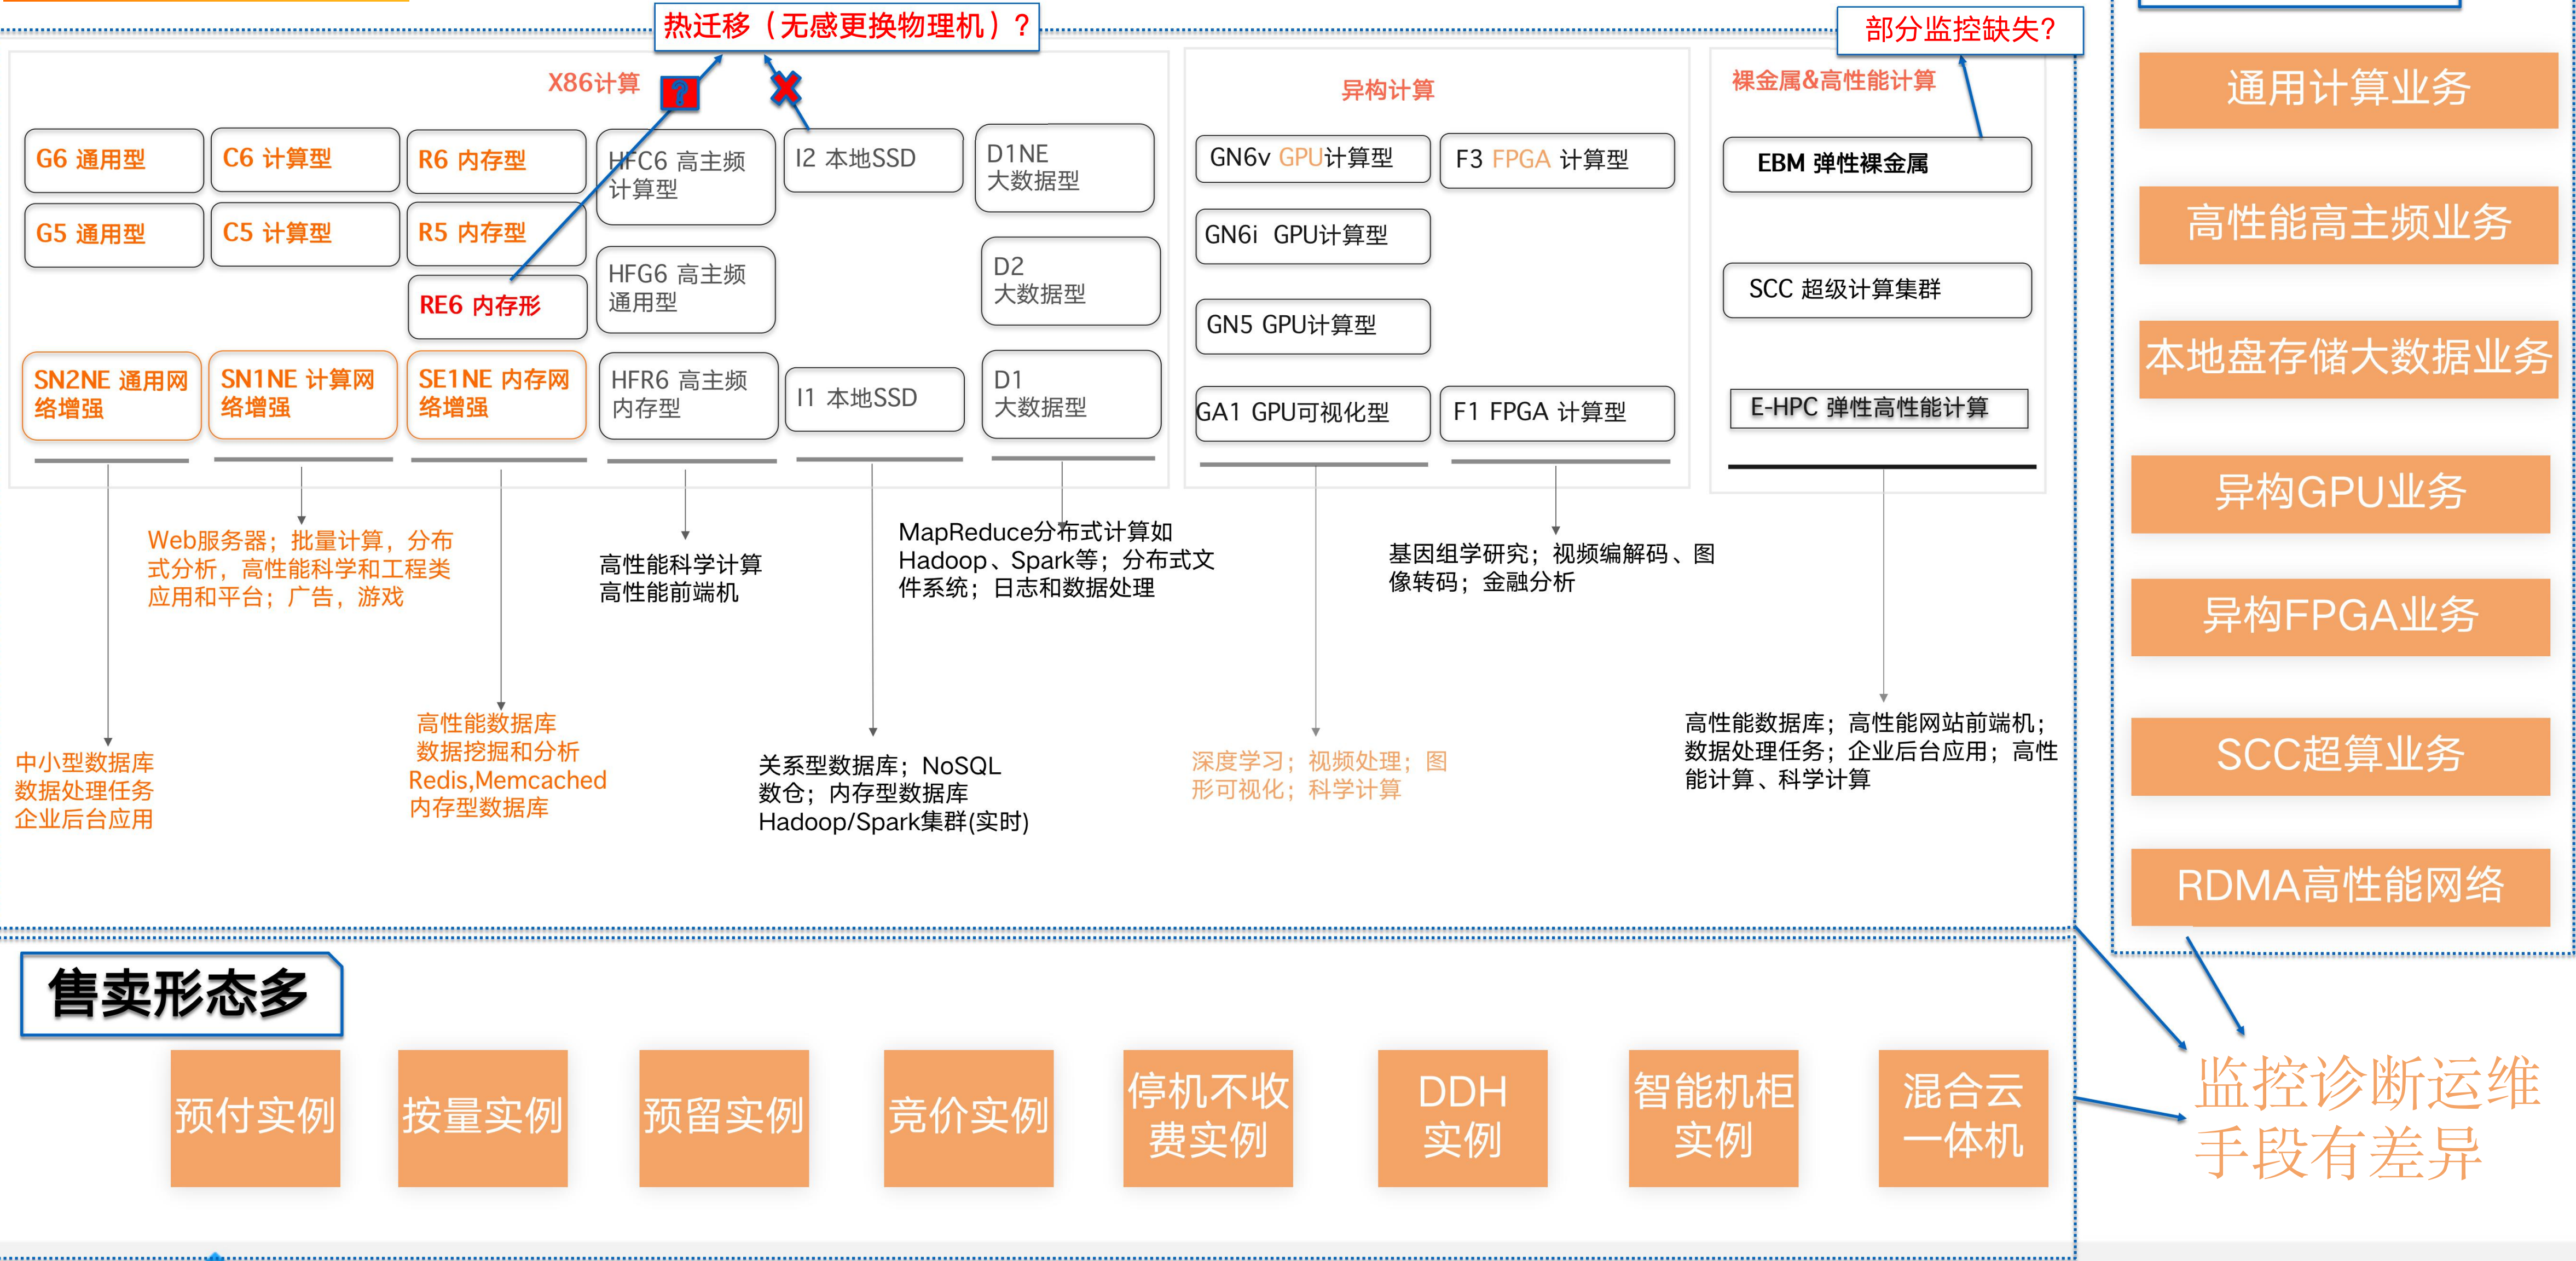 热迁移（无感更换物理机）?
部分监控缺失?
X86计算
异构计算
裸金属&高性能计算
G6 通用型
C6 计算型
R6 内存型
HFC6 高主频
计算型
I2 本地SSD
D1NE
大数据型
G5 通用型
C5 计算型
R5 内存型
HFG6 高主频
通用型
D2
大数据型
RE6 内存形
SN2NE 通用网
络增强
SN1NE 计算网
络增强
SE1NE 内存网
络增强
HFR6 高主频
内存型
I1 本地SSD
D1
大数据型
?
GN6v GPU计算型
F3 FPGA 计算型
GN6i GPU计算型
GN5 GPU计算型
GA1 GPU可视化型
F1 FPGA 计算型
EBM 弹性裸金属
SCC 超级计算集群
E-HPC 弹性高性能计算
Web服务器；批量计算，分布
式分析，高性能科学和工程类
应用和平台；广告，游戏
高性能科学计算
高性能前端机
MapReduce分布式计算如
Hadoop、Spark等；分布式文
件系统；日志和数据处理
基因组学研究；视频编解码、图
像转码；金融分析
中小型数据库
数据处理任务
企业后台应用
高性能数据库
数据挖掘和分析
Redis,Memcached
内存型数据库
关系型数据库；NoSQL
数仓；内存型数据库
Hadoop/Spark集群(实时)
深度学习；视频处理；图
形可视化；科学计算
高性能数据库；高性能网站前端机；
数据处理任务；企业后台应用；高性
能计算、科学计算
通用计算业务
高性能高主频业务
本地盘存储大数据业务
异构GPU业务
异构FPGA业务
SCC超算业务
RDMA高性能网络
售卖形态多
预付实例
按量实例
预留实例
竞价实例
停机不收
费实例
DDH
实例
智能机柜
实例
混合云
一体机
监控诊断运维
手段有差异